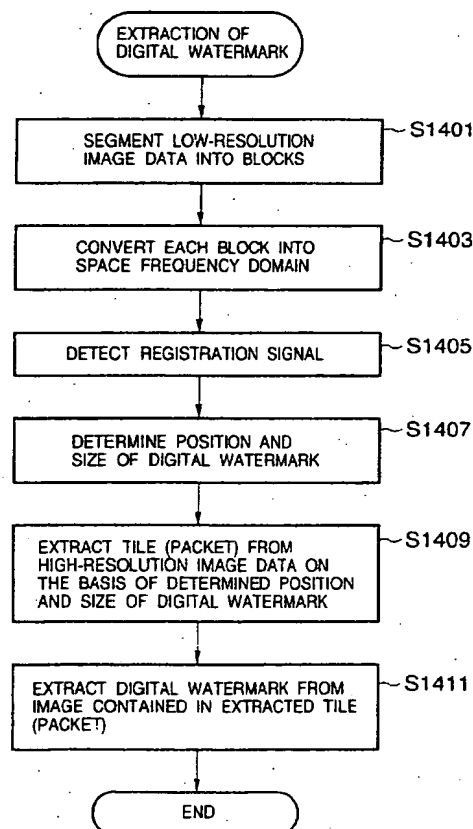 EXTRACTION OF
DIGITAL WATERMARK
S1401
SEGMENT LOW-RESOLUTION
IMAGE DATA INTO BLOCKS
S1403
CONVERT EACH BLOCK INTO
SPACE FREQUENCY DOMAIN
S1405
DETECT REGISTRATION SIGNAL
S1407
DETERMINE POSITION AND
SIZE OF DIGITAL WATERMARK
S1409
EXTRACT TILE (PACKET) FROM
HIGH-RESOLUTION IMAGE DATA ON
THE BASIS OF DETERMINED POSITION
AND SIZE OF DIGITAL WATERMARK
S1411
EXTRACT DIGITAL WATERMARK FROM
IMAGE CONTAINED IN EXTRACTED TILE
(PACKET)
END